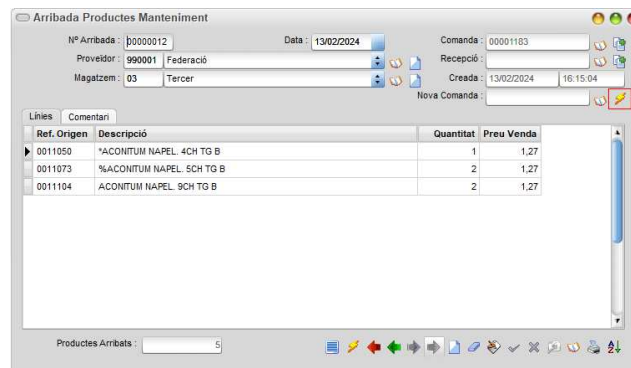 Arribada Productes Manteniment
Nº Arribada : 00000012 Data : 13/02/2024 Comanda : 00001183
Proveïdor : 990001 Federació Recepció :
Magatzem : 03 Tercer Creada : 13/02/2024 16:15:04
Nova Comanda :
Línies Comentari
Ref. Origen Descripció Quantitat Preu Venda
0011050 *ACONITUM NAPEL. 4CH TG B 1 1,27
0011073 %ACONITUM NAPEL. 5CH TG B 2 1,27
0011104 ACONITUM NAPEL. 9CH TG B 2 1,27
Productes Arribats : 5